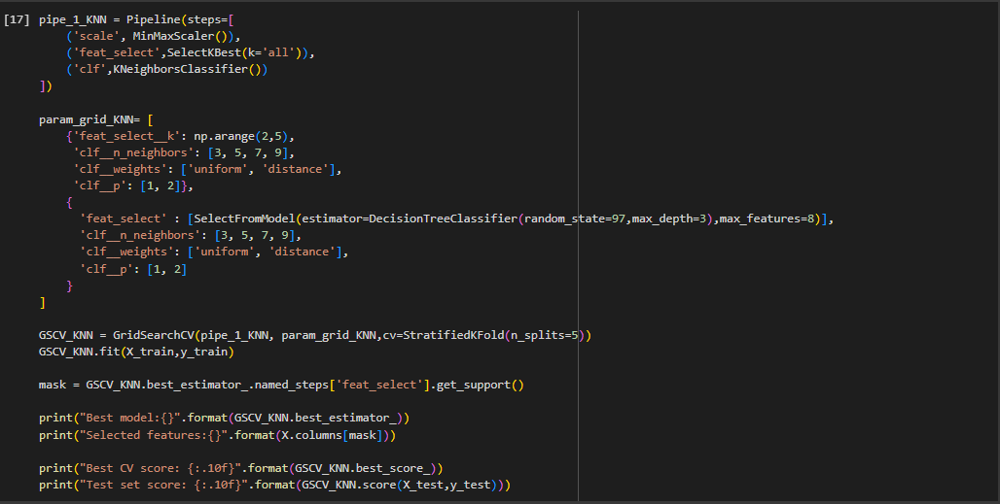 [17] pipe_1_KNN = Pipeline(steps=[
    ('scale', MinMaxScaler()),
    ('feat_select',SelectKBest(k='all')),
    ('clf',KNeighborsClassifier())
])

param_grid_KNN= [
    {'feat_select__k': np.arange(2,5),
     'clf__n_neighbors': [3, 5, 7, 9],
     'clf__weights': ['uniform', 'distance'],
     'clf__p': [1, 2]},
    {
      'feat_select' : [SelectFromModel(estimator=DecisionTreeClassifier(random_state=97,max_depth=3),max_features=8)],
      'clf__n_neighbors': [3, 5, 7, 9],
      'clf__weights': ['uniform', 'distance'],
      'clf__p': [1, 2]
    }
]

GSCV_KNN = GridSearchCV(pipe_1_KNN, param_grid_KNN,cv=StratifiedKFold(n_splits=5))
GSCV_KNN.fit(X_train,y_train)

mask = GSCV_KNN.best_estimator_.named_steps['feat_select'].get_support()

print("Best model:{}".format(GSCV_KNN.best_estimator_))
print("Selected features:{}".format(X.columns[mask]))

print("Best CV score: {:.10f}".format(GSCV_KNN.best_score_))
print("Test set score: {:.10f}".format(GSCV_KNN.score(X_test,y_test)))